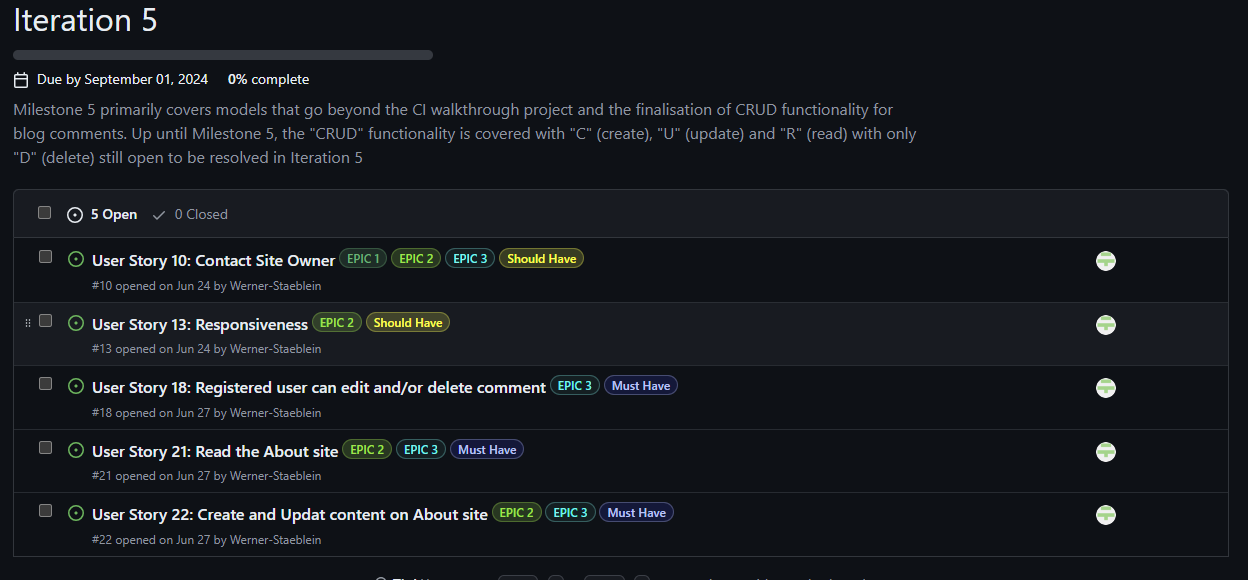 Iteration 5
Due by September 01, 2024 0% complete
Milestone 5 primarily covers models that go beyond the CI walkthrough project and the finalisation of CRUD functionality for
blog comments. Up until Milestone 5, the "CRUD" functionality is covered with "C" (create), "U" (update) and "R" (read) with only
"D" (delete) still open to be resolved in Iteration 5
5 Open 0 Closed
User Story 10: Contact Site Owner EPIC 1 EPIC 2 EPIC 3 Should Have
#10 opened on Jun 24 by Werner-Staeblein
User Story 13: Responsiveness EPIC 2 Should Have
#13 opened on Jun 24 by Werner-Staeblein
User Story 18: Registered user can edit and/or delete comment EPIC 3 Must Have
#18 opened on Jun 27 by Werner-Staeblein
User Story 21: Read the About site EPIC 2 EPIC 3 Must Have
#21 opened on Jun 27 by Werner-Staeblein
User Story 22: Create and Updat content on About site EPIC 2 EPIC 3 Must Have
#22 opened on Jun 27 by Werner-Staeblein